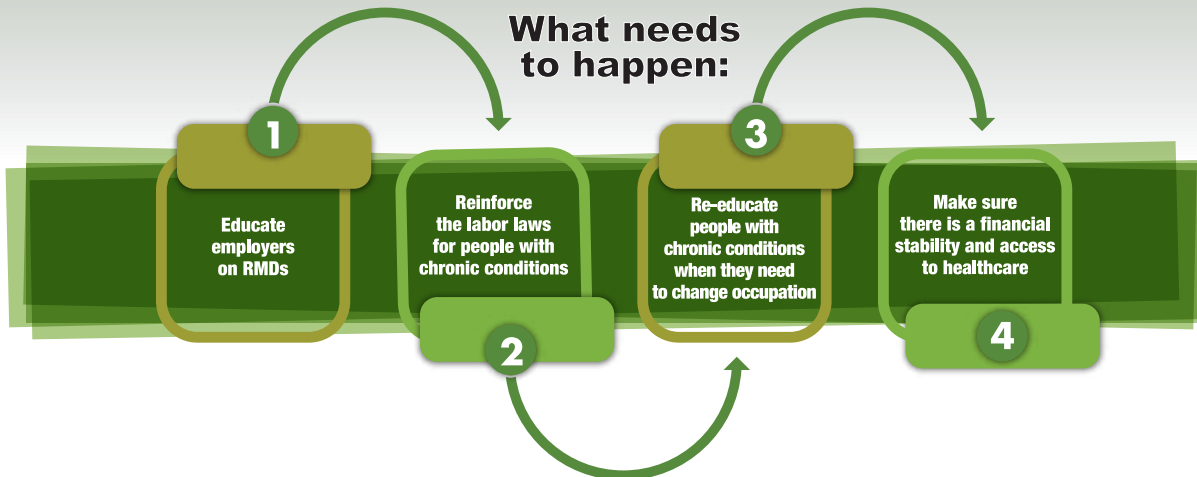 What needs
to happen:
1
Educate
employers
on RMDs
2
Reinforce
the labor laws
for people with
chronic conditions
3
Re-educate
people with
chronic conditions
when they need
to change occupation
4
Make sure
there is a financial
stability and access
to healthcare